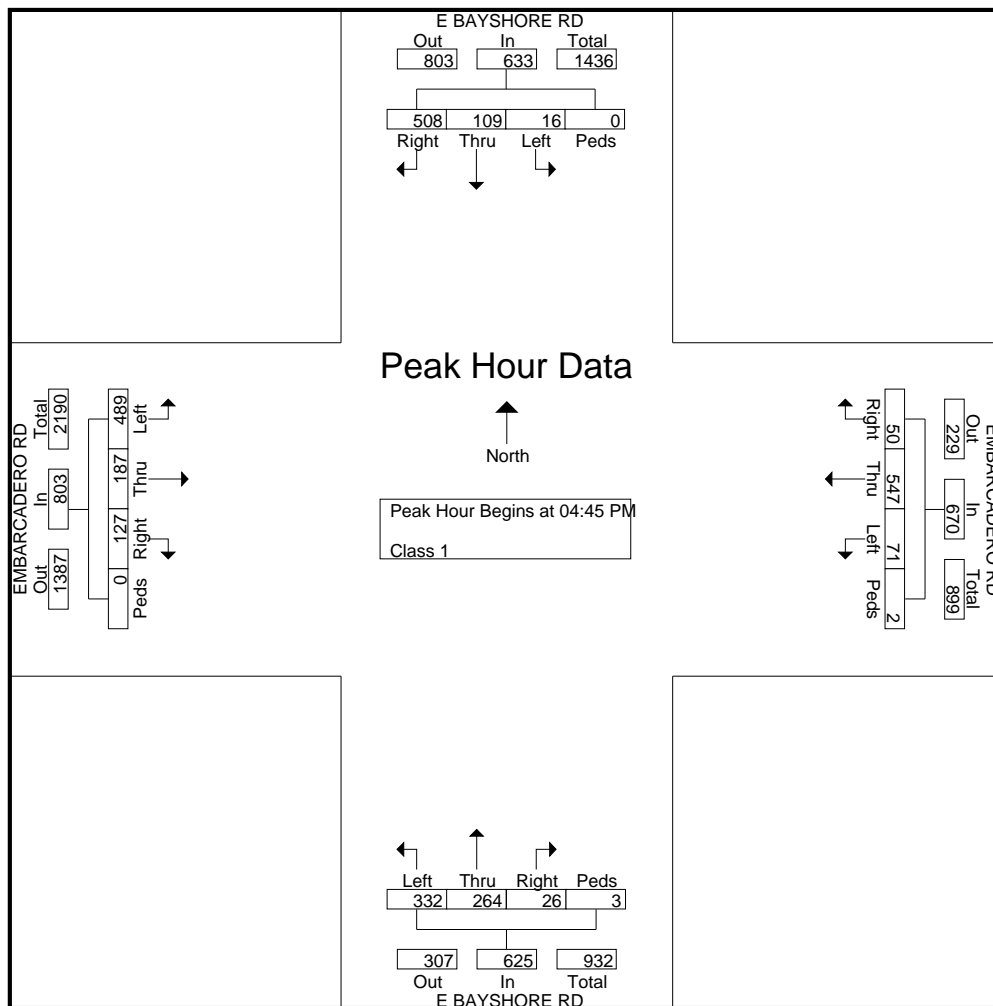 E BAYSHORE RD
Out In Total
803 633 1436
508 109 16 0
Right Thru Left Peds
Peak Hour Data
North
Peak Hour Begins at 04:45 PM
Class 1
EMBARCADERO RD
Total In Out
2190 803 1387
489 187 127 0
Left Thru Right Peds
EMBARCADERO RD
Out In Total
229 670 899
50 547 71 2
Right Thru Left Peds
Left Thru Right Peds
332 264 26 3
307 625 932
Out In Total
E BAYSHORE RD